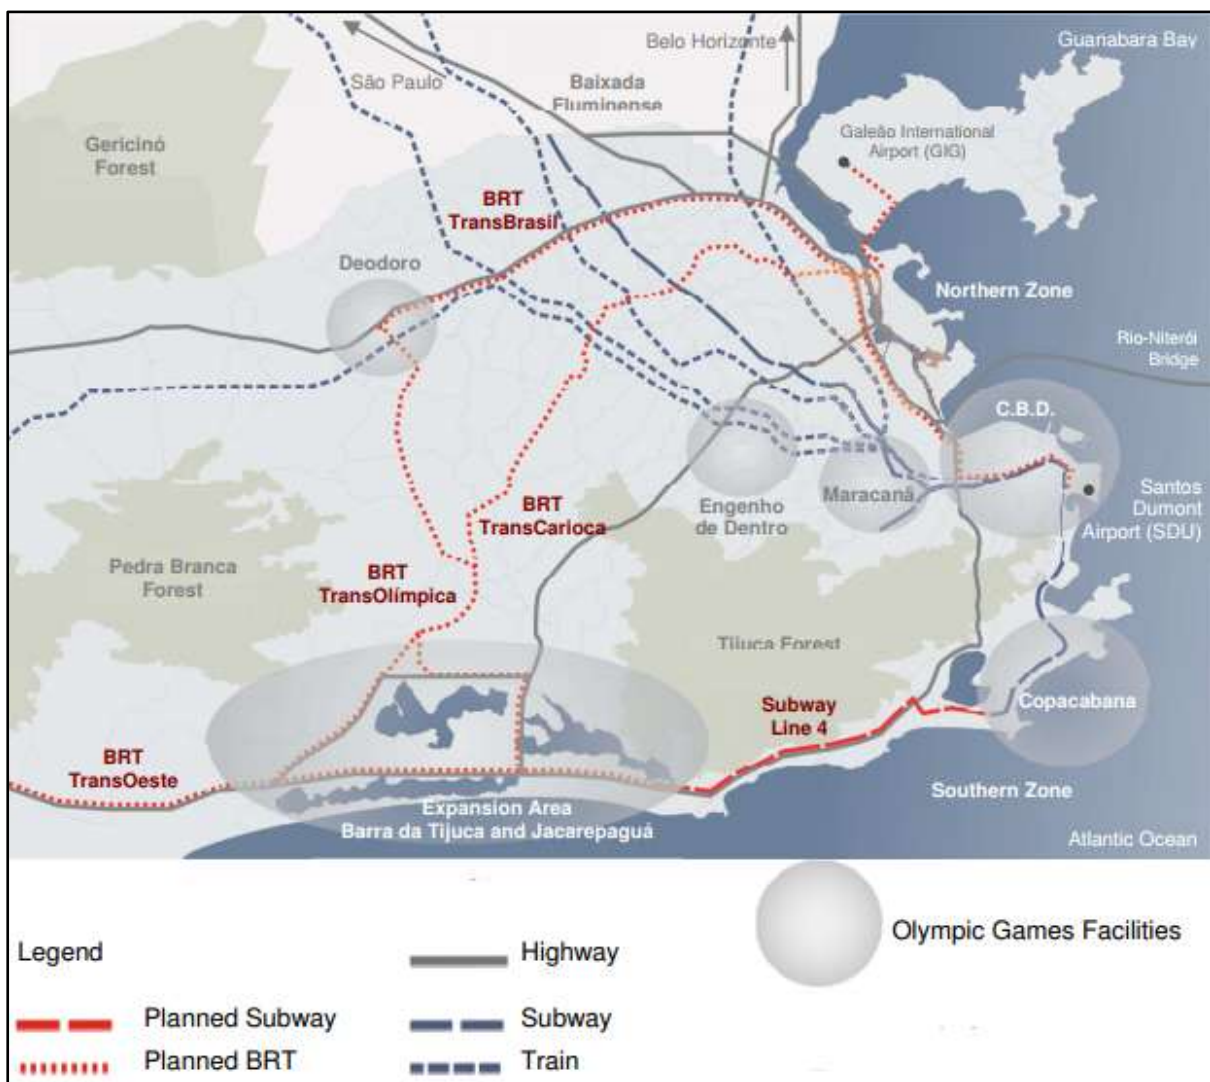 Belo Horizonte
Guanabara Bay
São Paulo
Baixada
Fluminense
Galeão International
Airport (GIG)
Gericinó
Forest
BRT
TransBrasil
Deodoro
Northern Zone
Rio-Niterói
Bridge
C.B.D.
Maracanã
Engenho
de Dentro
Santos
Dumont
Airport (SDU)
BRT
TransCarioca
Pedra Branca
Forest
BRT
TransOlímpica
Tijuca Forest
Subway
Line 4
Copacabana
BRT
TransOeste
Southern Zone
Expansion Area
Barra da Tijuca and Jacarepaguá
Atlantic Ocean
Legend
Highway
Olympic Games Facilities
Planned Subway
Subway
Planned BRT
Train